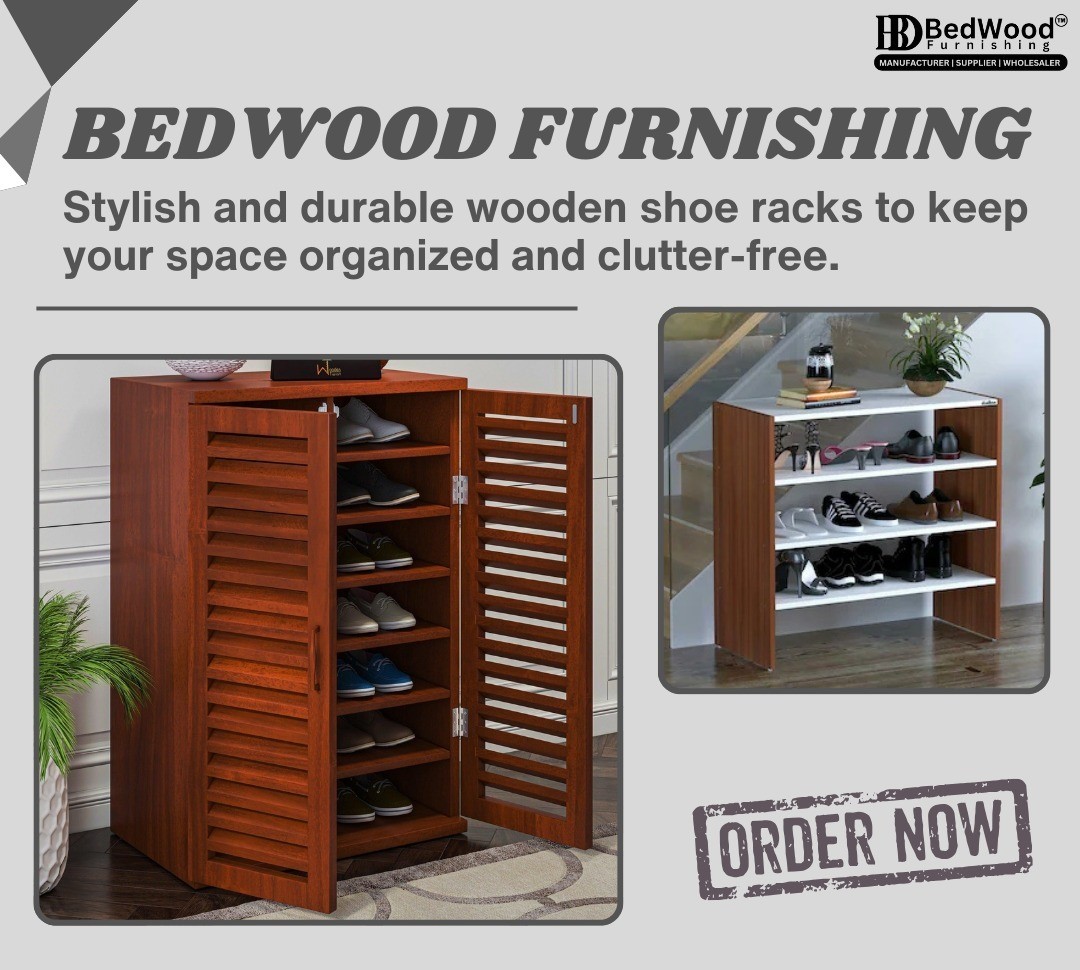 BD BedWood™
Furnishing
MANUFACTURER | SUPPLIER | WHOLESALER
BEDWOOD FURNISHING
Stylish and durable wooden shoe racks to keep
your space organized and clutter-free.
ORDER NOW